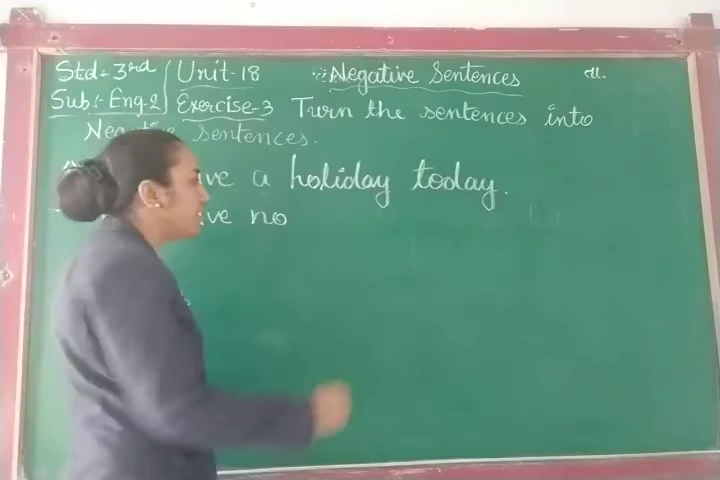 Std- 3rd Unit-18 Negative Sentences
Sub:- Eng.2 Exercise-3 Turn the sentences into
Negative sentences.
a holiday today.
no